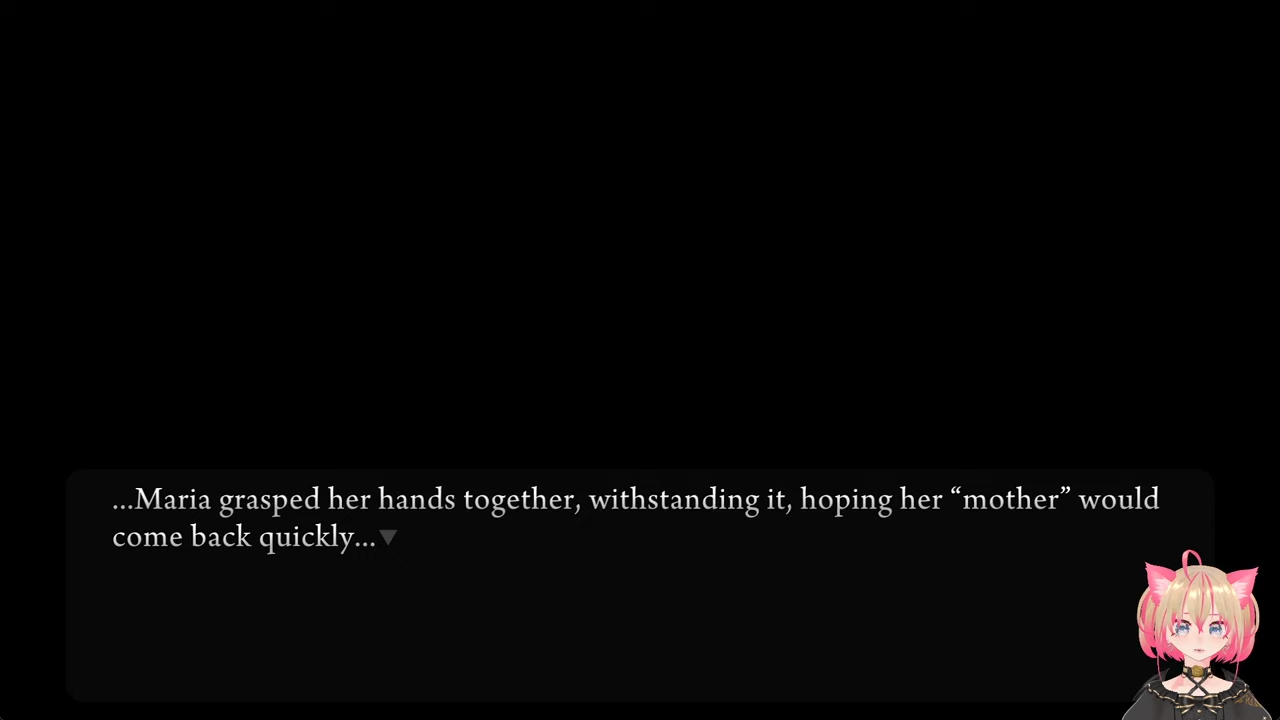 ...Maria grasped her hands together, withstanding it, hoping her “mother” would
come back quickly...